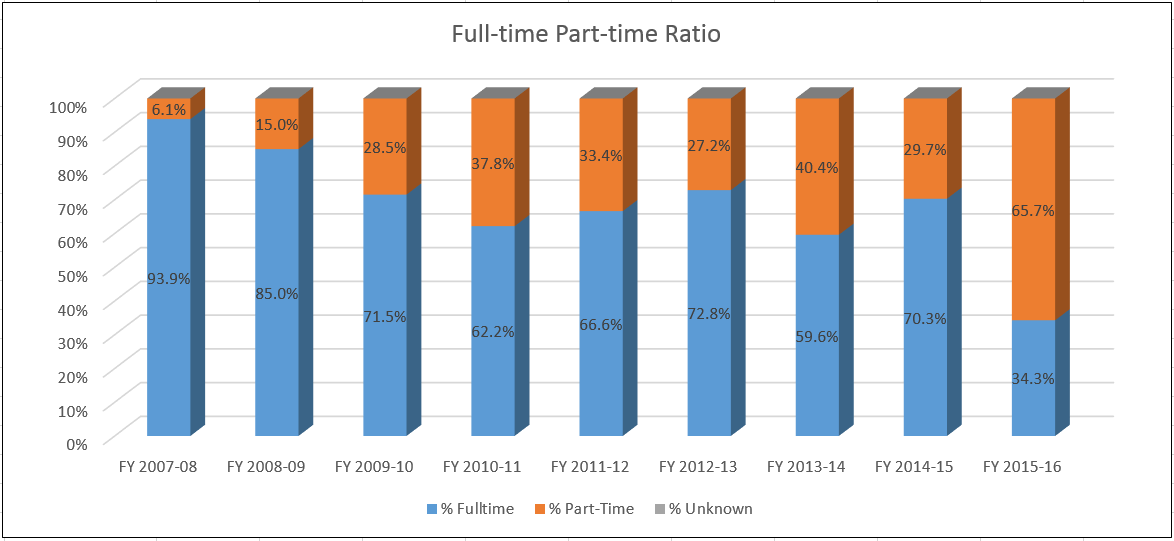 Full-time Part-time Ratio
100%
90%
80%
70%
60%
50%
40%
30%
20%
10%
0%
6.1% 15.0% 28.5% 37.8% 33.4% 27.2% 40.4% 29.7% 65.7%
93.9% 85.0% 71.5% 62.2% 66.6% 72.8% 59.6% 70.3% 34.3%
FY 2007-08 FY 2008-09 FY 2009-10 FY 2010-11 FY 2011-12 FY 2012-13 FY 2013-14 FY 2014-15 FY 2015-16
% Fulltime % Part-Time % Unknown